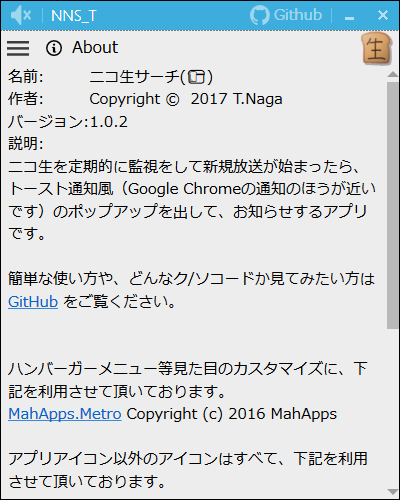 NNS_T
Github
About
名前: ニコ生サーチ( )
作者: Copyright © 2017 T.Naga
バージョン:1.0.2
説明:
ニコ生を定期的に監視をして新規放送が始まったら、
トースト通知風（Google Chromeの通知のほうが近い
です）のポップアップを出して、お知らせするアプリ
です。
簡単な使い方や、どんなク/ソコードか見てみたい方は
GitHub をご覧ください。
ハンバーガーメニュー等見た目のカスタマイズに、下
記を利用させて頂いております。
MahApps.Metro Copyright (c) 2016 MahApps
アプリアイコン以外のアイコンはすべて、下記を利用
させて頂いております。
生